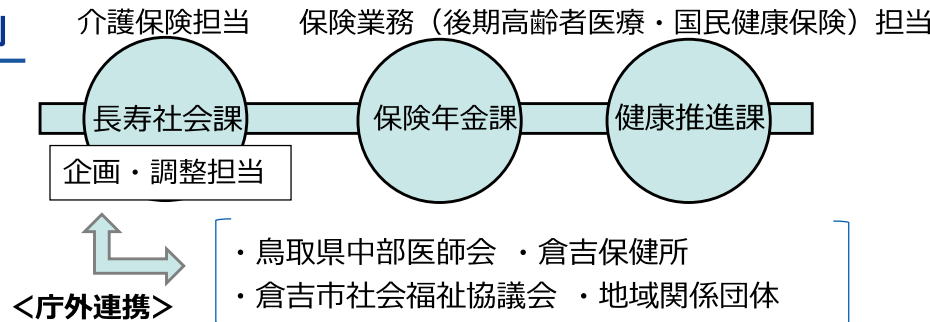 介護保険担当 保険業務（後期高齢者医療・国民健康保険）担当
長寿社会課 保険年金課 健康推進課
企画・調整担当
・鳥取県中部医師会 ・倉吉保健所
・倉吉市社会福祉協議会 ・地域関係団体
＜庁外連携＞